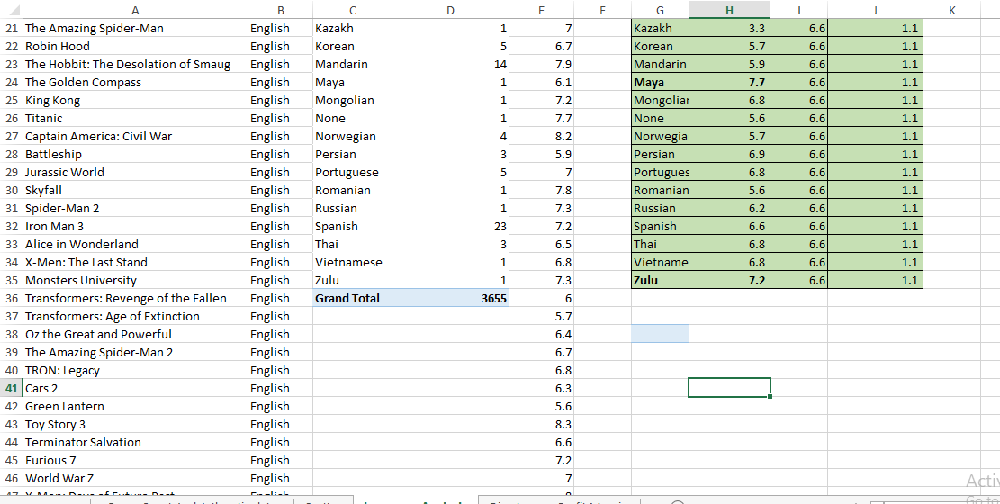 A B C D E F G H I J K
21 The Amazing Spider-Man English Kazakh 1 7 Kazakh 3.3 6.6 1.1
22 Robin Hood English Korean 5 6.7 Korean 5.7 6.6 1.1
23 The Hobbit: The Desolation of Smaug English Mandarin 14 7.9 Mandarin 5.9 6.6 1.1
24 The Golden Compass English Maya 1 6.1 Maya 7.7 6.6 1.1
25 King Kong English Mongolian 1 7.2 Mongolian 6.8 6.6 1.1
26 Titanic English None 1 7.7 None 5.6 6.6 1.1
27 Captain America: Civil War English Norwegian 4 8.2 Norwegia 5.7 6.6 1.1
28 Battleship English Persian 3 5.9 Persian 6.9 6.6 1.1
29 Jurassic World English Portuguese 5 7 Portugues 6.8 6.6 1.1
30 Skyfall English Romanian 1 7.8 Romanian 5.6 6.6 1.1
31 Spider-Man 2 English Russian 1 7.3 Russian 6.2 6.6 1.1
32 Iron Man 3 English Spanish 23 7.2 Spanish 6.6 6.6 1.1
33 Alice in Wonderland English Thai 3 6.5 Thai 6.8 6.6 1.1
34 X-Men: The Last Stand English Vietnamese 1 6.8 Vietname 6.8 6.6 1.1
35 Monsters University English Zulu 1 7.3 Zulu 7.2 6.6 1.1
36 Transformers: Revenge of the Fallen English Grand Total 3655 6
37 Transformers: Age of Extinction English 5.7
38 Oz the Great and Powerful English 6.4
39 The Amazing Spider-Man 2 English 6.7
40 TRON: Legacy English 6.8
41 Cars 2 English 6.3
42 Green Lantern English 5.6
43 Toy Story 3 English 8.3
44 Terminator Salvation English 6.6
45 Furious 7 English 7.2
46 World War Z English 7
47 X-Men: Days of Future Past English 8
Activ
Go to